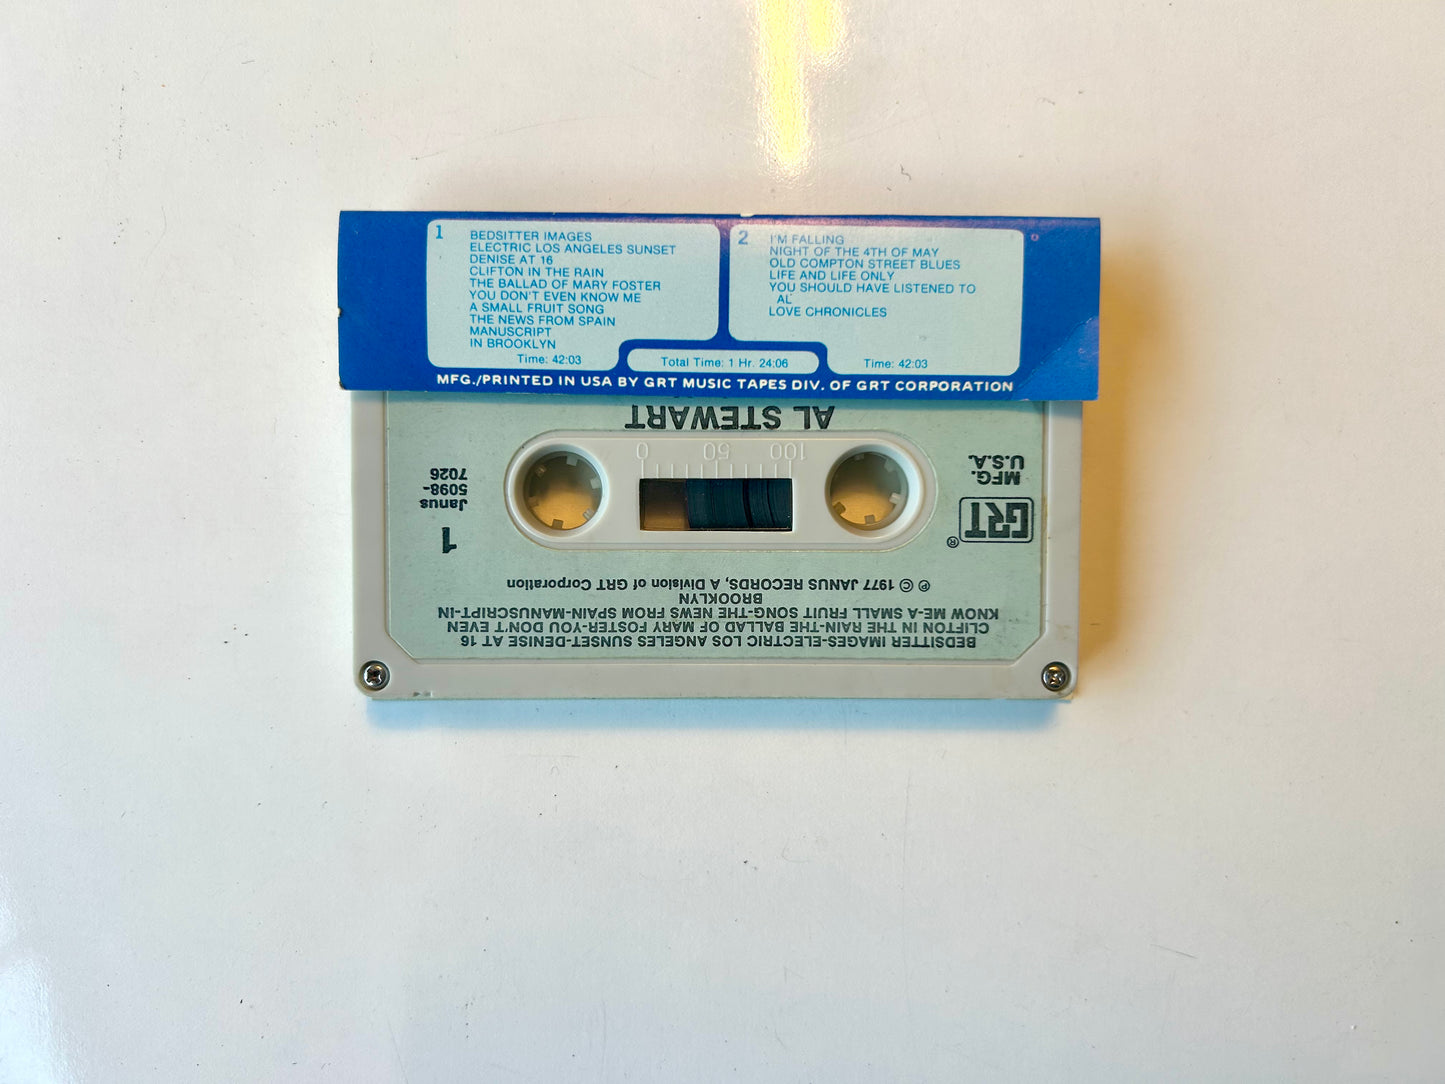 1
BEDSITTER IMAGES
ELECTRIC LOS ANGELES SUNSET
DENISE AT 16
CLIFTON IN THE RAIN
THE BALLAD OF MARY FOSTER
YOU DON'T EVEN KNOW ME
A SMALL FRUIT SONG
THE NEWS FROM SPAIN
MANUSCRIPT
IN BROOKLYN
Time: 42:03
Total Time: 1 Hr. 24:06
2
I'M FALLING
NIGHT OF THE 4TH OF MAY
OLD COMPTON STREET BLUES
LIFE AND LIFE ONLY
YOU SHOULD HAVE LISTENED TO
AL
LOVE CHRONICLES
Time: 42:03
MFG./PRINTED IN USA BY GRT MUSIC TAPES DIV. OF GRT CORPORATION
BEDSITTER IMAGES-ELECTRIC LOS ANGELES SUNSET-DENISE AT 16
CLIFTON IN THE RAIN-THE BALLAD OF MARY FOSTER-YOU DON'T EVEN
KNOW ME-A SMALL FRUIT SONG-THE NEWS FROM SPAIN-MANUSCRIPT-IN
BROOKLYN
℗ © 1977 JANUS RECORDS, A Division of GRT Corporation
GRT®
MFG.
U.S.A.
100 50 0
1
Janus
5098-
7026
AL STEWART